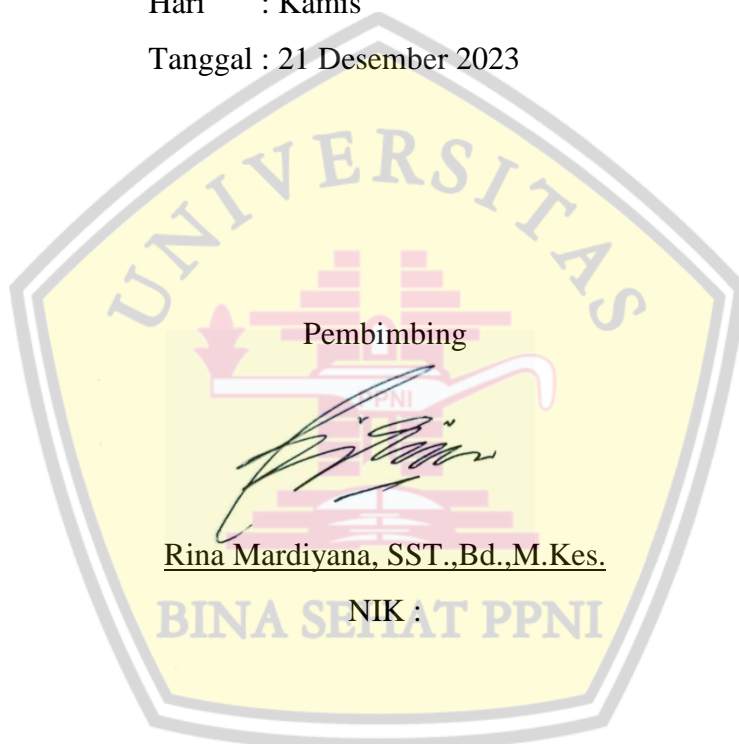 Hari : Kamis
Tanggal : 21 Desember 2023
UNIVERSITAS
Pembimbing
PPNI
Rina Mardiyana, SST.,Bd.,M.Kes.
NIK :
BINA SEHAT PPNI